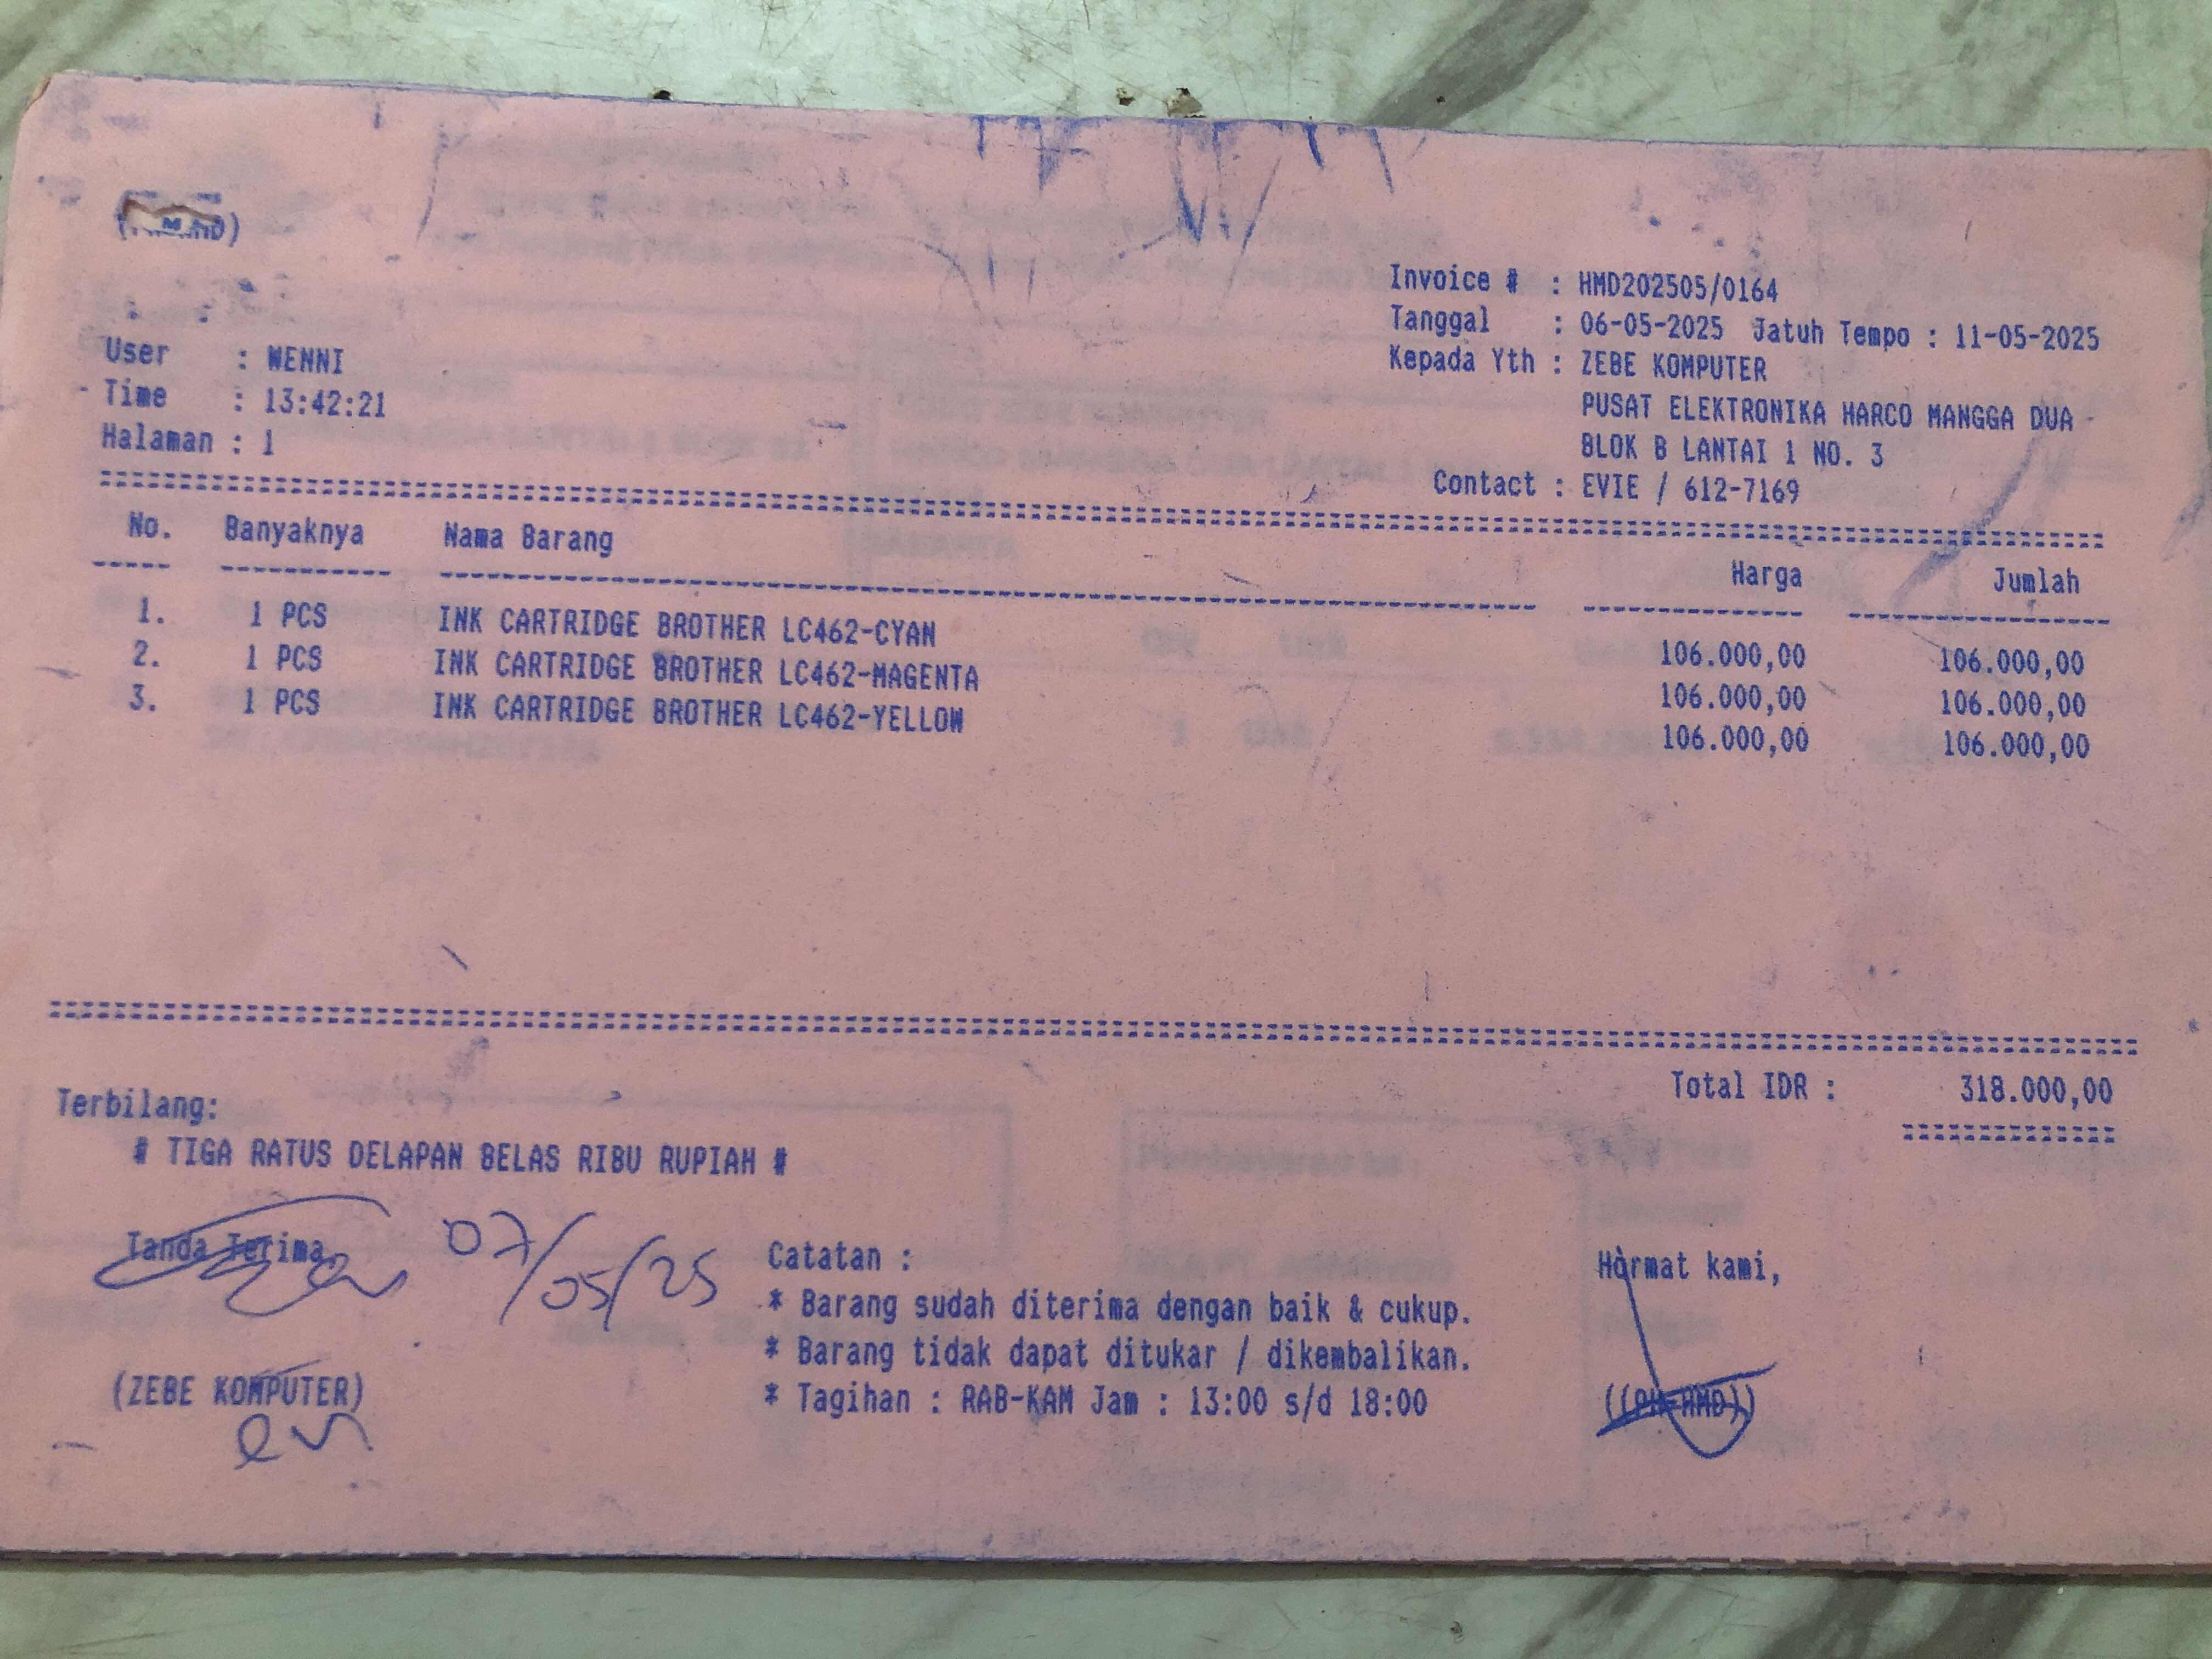 Invoice # : HMD202505/0164
Tanggal : 06-05-2025 Jatuh Tempo : 11-05-2025
User : WENNI
Kepada Yth : ZEBE KOMPUTER
Time : 13:42:21
PUSAT ELEKTRONIKA HARCO MANGGA DUA
Halaman : 1
BLOK B LANTAI 1 NO. 3
Contact : EVIE / 612-7169
No. Banyaknya Nama Barang Harga Jumlah
1. 1 PCS INK CARTRIDGE BROTHER LC462-CYAN 106.000,00 106.000,00
2. 1 PCS INK CARTRIDGE BROTHER LC462-MAGENTA 106.000,00 106.000,00
3. 1 PCS INK CARTRIDGE BROTHER LC462-YELLOW 106.000,00 106.000,00
Total IDR : 318.000,00
Terbilang:
# TIGA RATUS DELAPAN BELAS RIBU RUPIAH #
Tanda Terima, 07/05/25
Catatan :
Hormat kami,
* Barang sudah diterima dengan baik & cukup.
* Barang tidak dapat ditukar / dikembalikan.
(ZEBE KOMPUTER)
* Tagihan : RAB-KAM Jam : 13:00 s/d 18:00